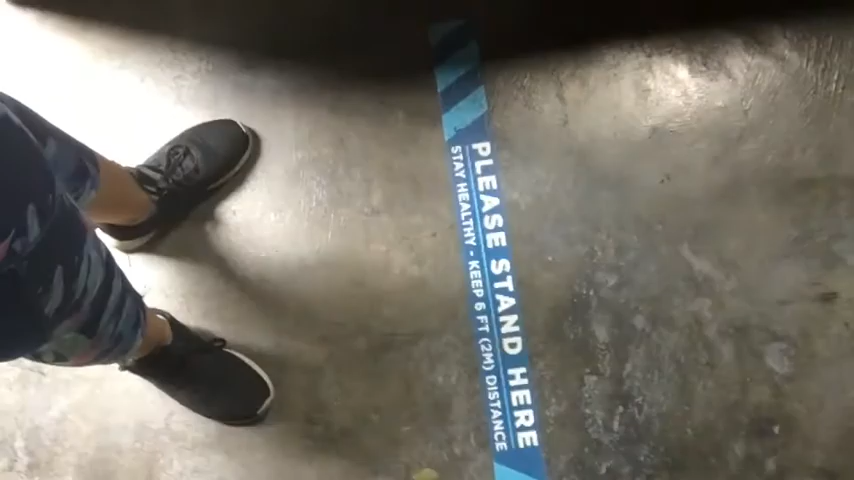 PLEASE STAND HERE
STAY HEALTHY - KEEP 6 FT (2M) DISTANCE